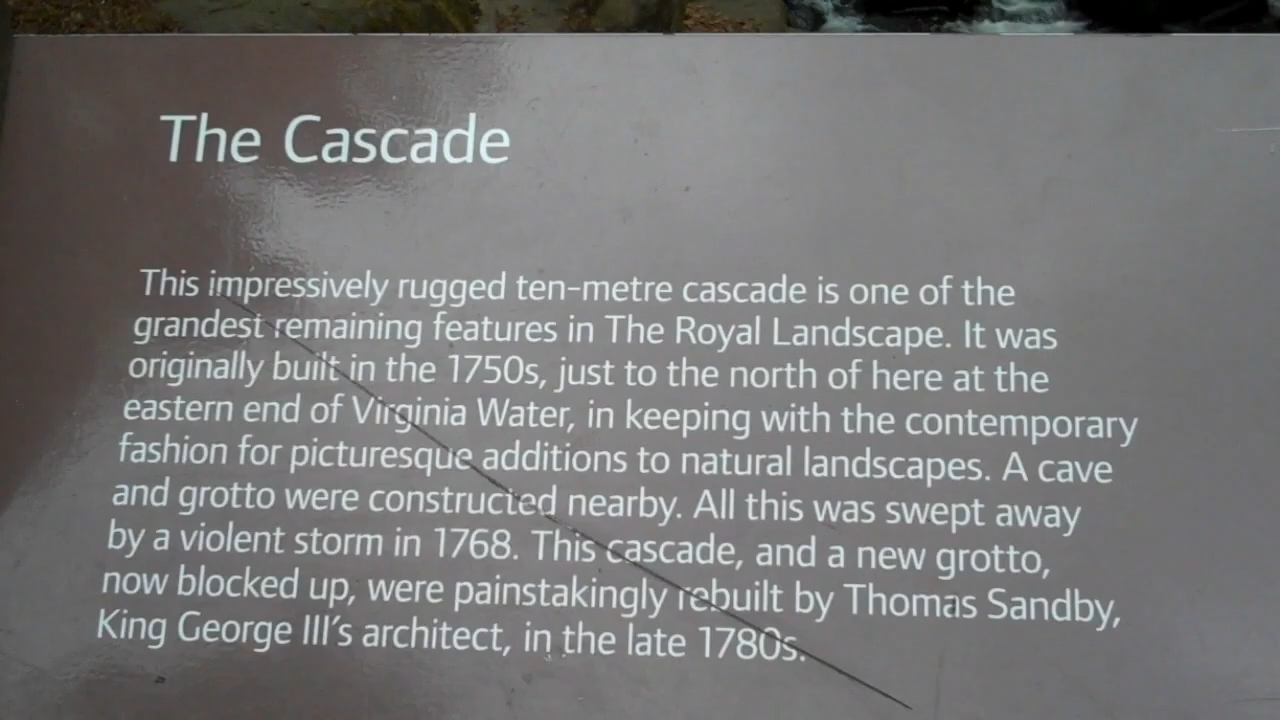 The Cascade
This impressively rugged ten-metre cascade is one of the
grandest remaining features in The Royal Landscape. It was
originally built in the 1750s, just to the north of here at the
eastern end of Virginia Water, in keeping with the contemporary
fashion for picturesque additions to natural landscapes. A cave
and grotto were constructed nearby. All this was swept away
by a violent storm in 1768. This cascade, and a new grotto,
now blocked up, were painstakingly rebuilt by Thomas Sandby,
King George III's architect, in the late 1780s.